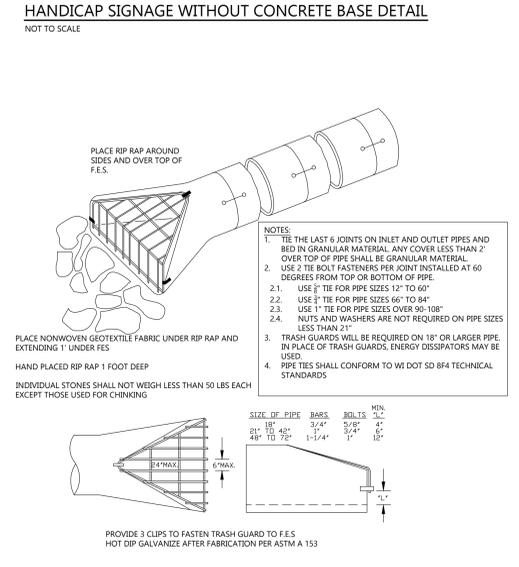 HANDICAP SIGNAGE WITHOUT CONCRETE BASE DETAIL
NOT TO SCALE
PLACE RIP RAP AROUND
SIDES AND OVER TOP OF
F.E.S.
NOTES:
1. TIE THE LAST 6 JOINTS ON INLET AND OUTLET PIPES AND
BED IN GRANULAR MATERIAL. ANY COVER LESS THAN 2'
OVER TOP OF PIPE SHALL BE GRANULAR MATERIAL.
2. USE 2 TIE BOLT FASTENERS PER JOINT INSTALLED AT 60
DEGREES FROM TOP OR BOTTOM OF PIPE.
2.1. USE 5/8" TIE FOR PIPE SIZES 12" TO 60"
2.2. USE 3/4" TIE FOR PIPE SIZES 66" TO 84"
2.3. USE 1" TIE FOR PIPE SIZES OVER 90-108"
2.4. NUTS AND WASHERS ARE NOT REQUIRED ON PIPE SIZES
LESS THAN 21"
3. TRASH GUARDS WILL BE REQUIRED ON 18" OR LARGER PIPE.
IN PLACE OF TRASH GUARDS, ENERGY DISSIPATORS MAY BE
USED.
4. PIPE TIES SHALL CONFORM TO WI DOT SD 8F4 TECHNICAL
STANDARDS
PLACE NONWOVEN GEOTEXTILE FABRIC UNDER RIP RAP AND
EXTENDING 1' UNDER FES
HAND PLACED RIP RAP 1 FOOT DEEP
INDIVIDUAL STONES SHALL NOT WEIGH LESS THAN 50 LBS EACH
EXCEPT THOSE USED FOR CHINKING
MIN.
SIZE OF PIPE BARS BOLTS "L"
18" 3/4" 5/8" 4"
21" TO 42" 1" 3/4" 6"
48" TO 72" 1-1/4" 1" 12"
24"MAX.
6"MAX.
"L"
PROVIDE 3 CLIPS TO FASTEN TRASH GUARD TO F.E.S
HOT DIP GALVANIZE AFTER FABRICATION PER ASTM A 153